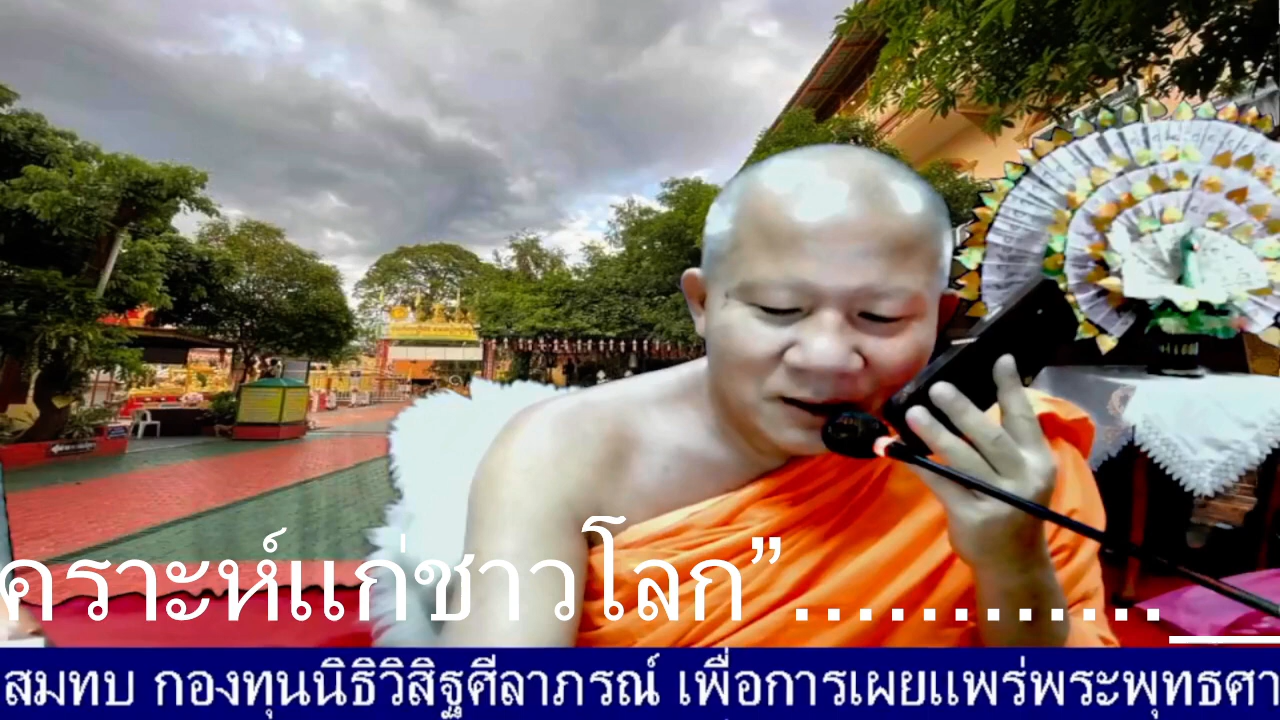 คราะห์แก่ชาวโลก” ............
สมทบ กองทุนนิธิวิสิฐศีลาภรณ์ เพื่อการเผยแพร่พระพุทธศา